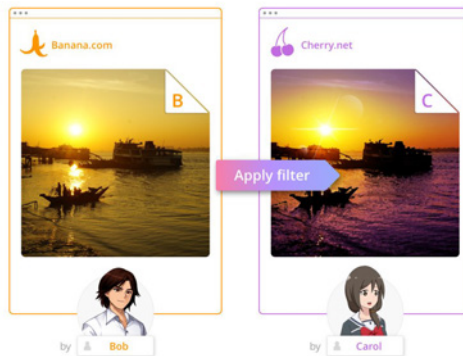 Banana.com
B
Cherry.net
C
Apply filter
by Bob
by Carol